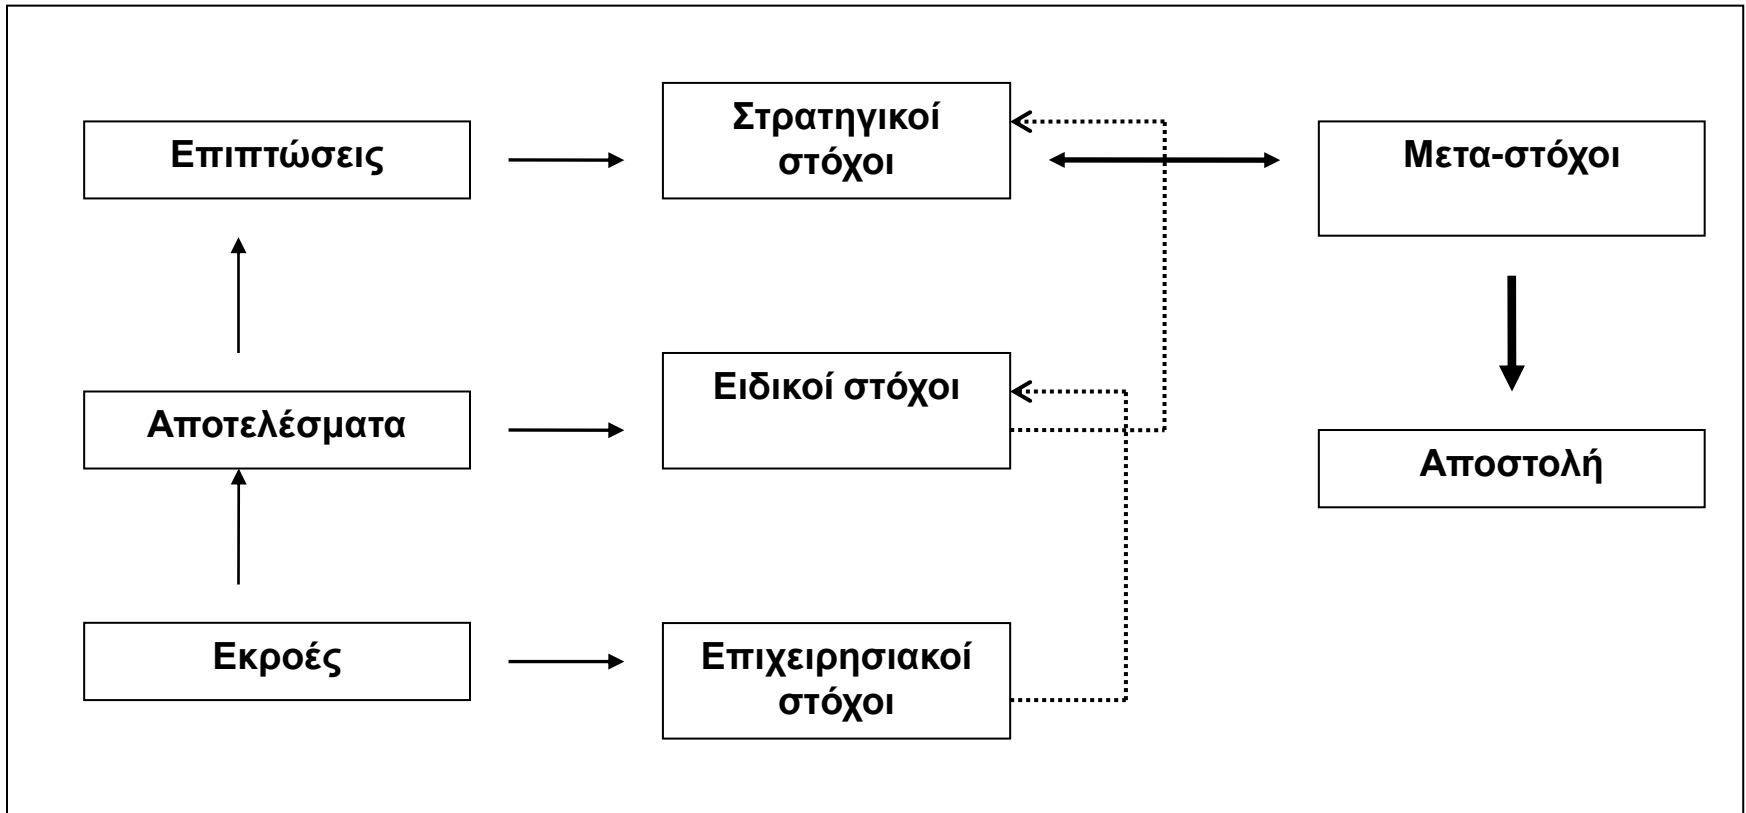 Επιπτώσεις
Στρατηγικοί
στόχοι
Μετα-στόχοι
Αποτελέσματα
Ειδικοί στόχοι
Αποστολή
Εκροές
Επιχειρησιακοί
στόχοι